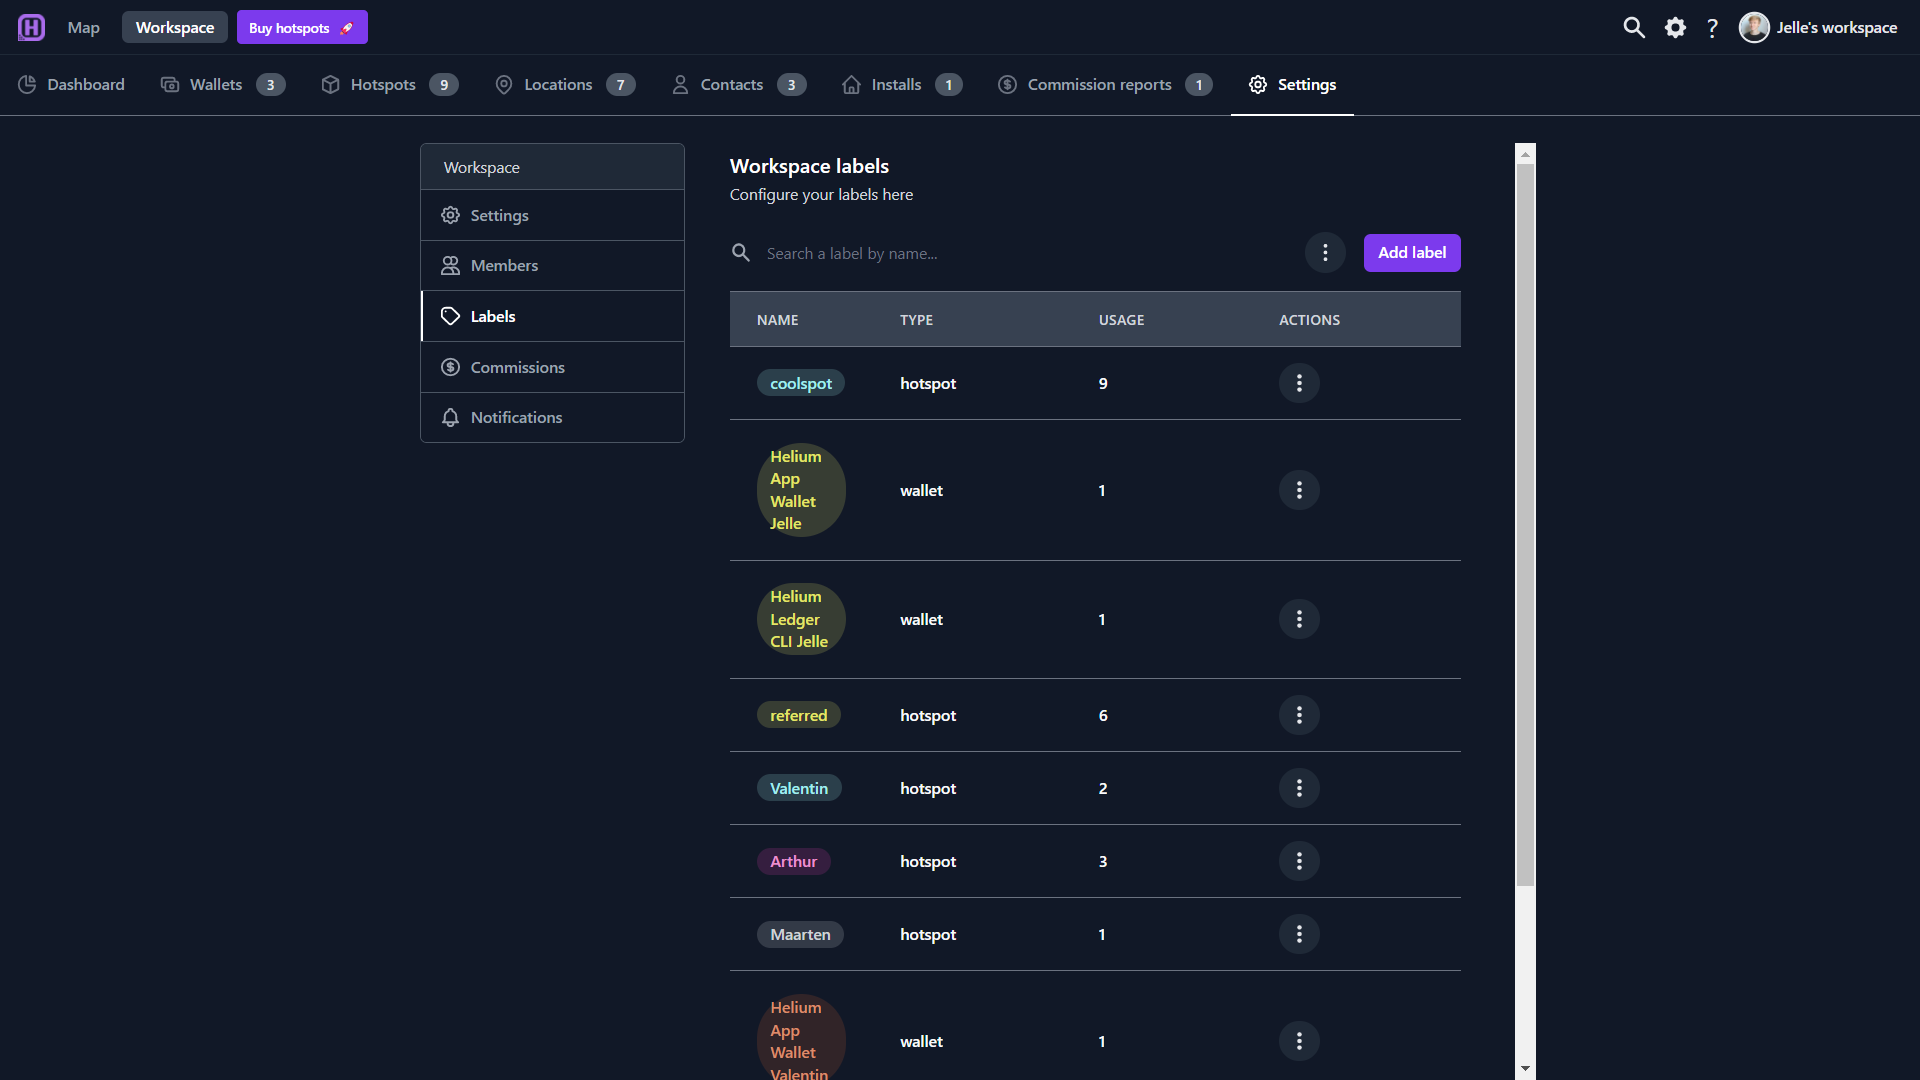 Map
Workspace
Buy hotspots
Jelle's workspace
Dashboard
Wallets 3
Hotspots 9
Locations 7
Contacts 3
Installs 1
Commission reports 1
Settings
Workspace
Settings
Members
Labels
Commissions
Notifications
Workspace labels
Configure your labels here
Search a label by name...
Add label
NAME TYPE USAGE ACTIONS
coolspot hotspot 9
Helium
App
Wallet
Jelle
wallet 1
Helium
Ledger
CLI Jelle
wallet 1
referred hotspot 6
Valentin hotspot 2
Arthur hotspot 3
Maarten hotspot 1
Helium
App
Wallet
Valentin
wallet 1